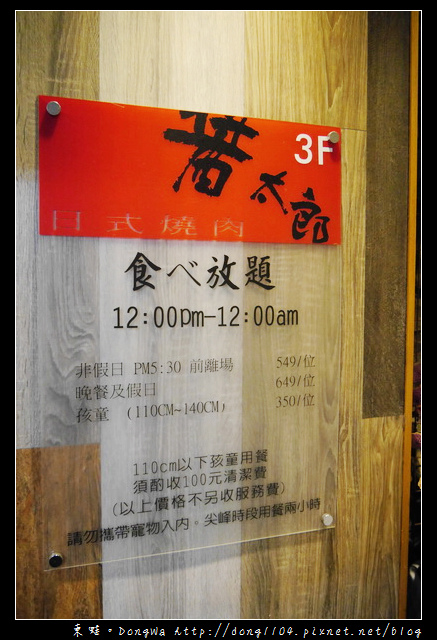 醬太郎
3F
日式燒肉
食べ放題
12:00pm-12:00am
非假日 PM5:30 前離場 549/位
晚餐及假日 649/位
孩童 (110CM~140CM) 350/位
110cm以下孩童用餐
須酌收100元清潔費
(以上價格不另收服務費)
請勿攜帶寵物入內。尖峰時段用餐兩小時
東蛙。DongWa http://dong1104.pixnet.net/blog